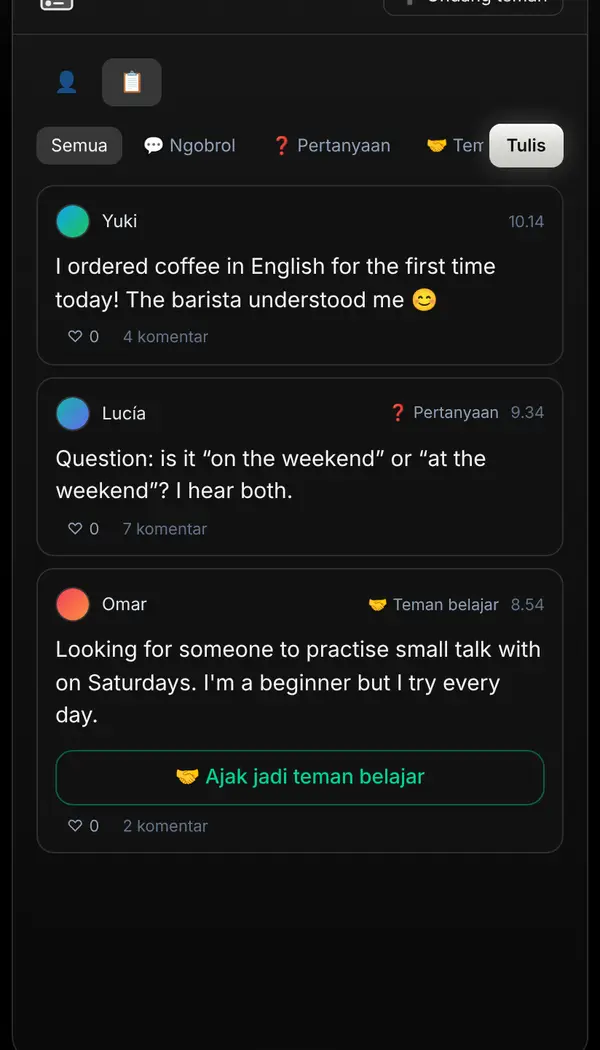 Semua 💬 Ngobrol ❓ Pertanyaan 🤝 Tem Tulis
Yuki 10.14
I ordered coffee in English for the first time
today! The barista understood me 😊
♡ 0 4 komentar
Lucía ❓ Pertanyaan 9.34
Question: is it “on the weekend” or “at the
weekend”? I hear both.
♡ 0 7 komentar
Omar 🤝 Teman belajar 8.54
Looking for someone to practise small talk with
on Saturdays. I'm a beginner but I try every
day.
🤝 Ajak jadi teman belajar
♡ 0 2 komentar